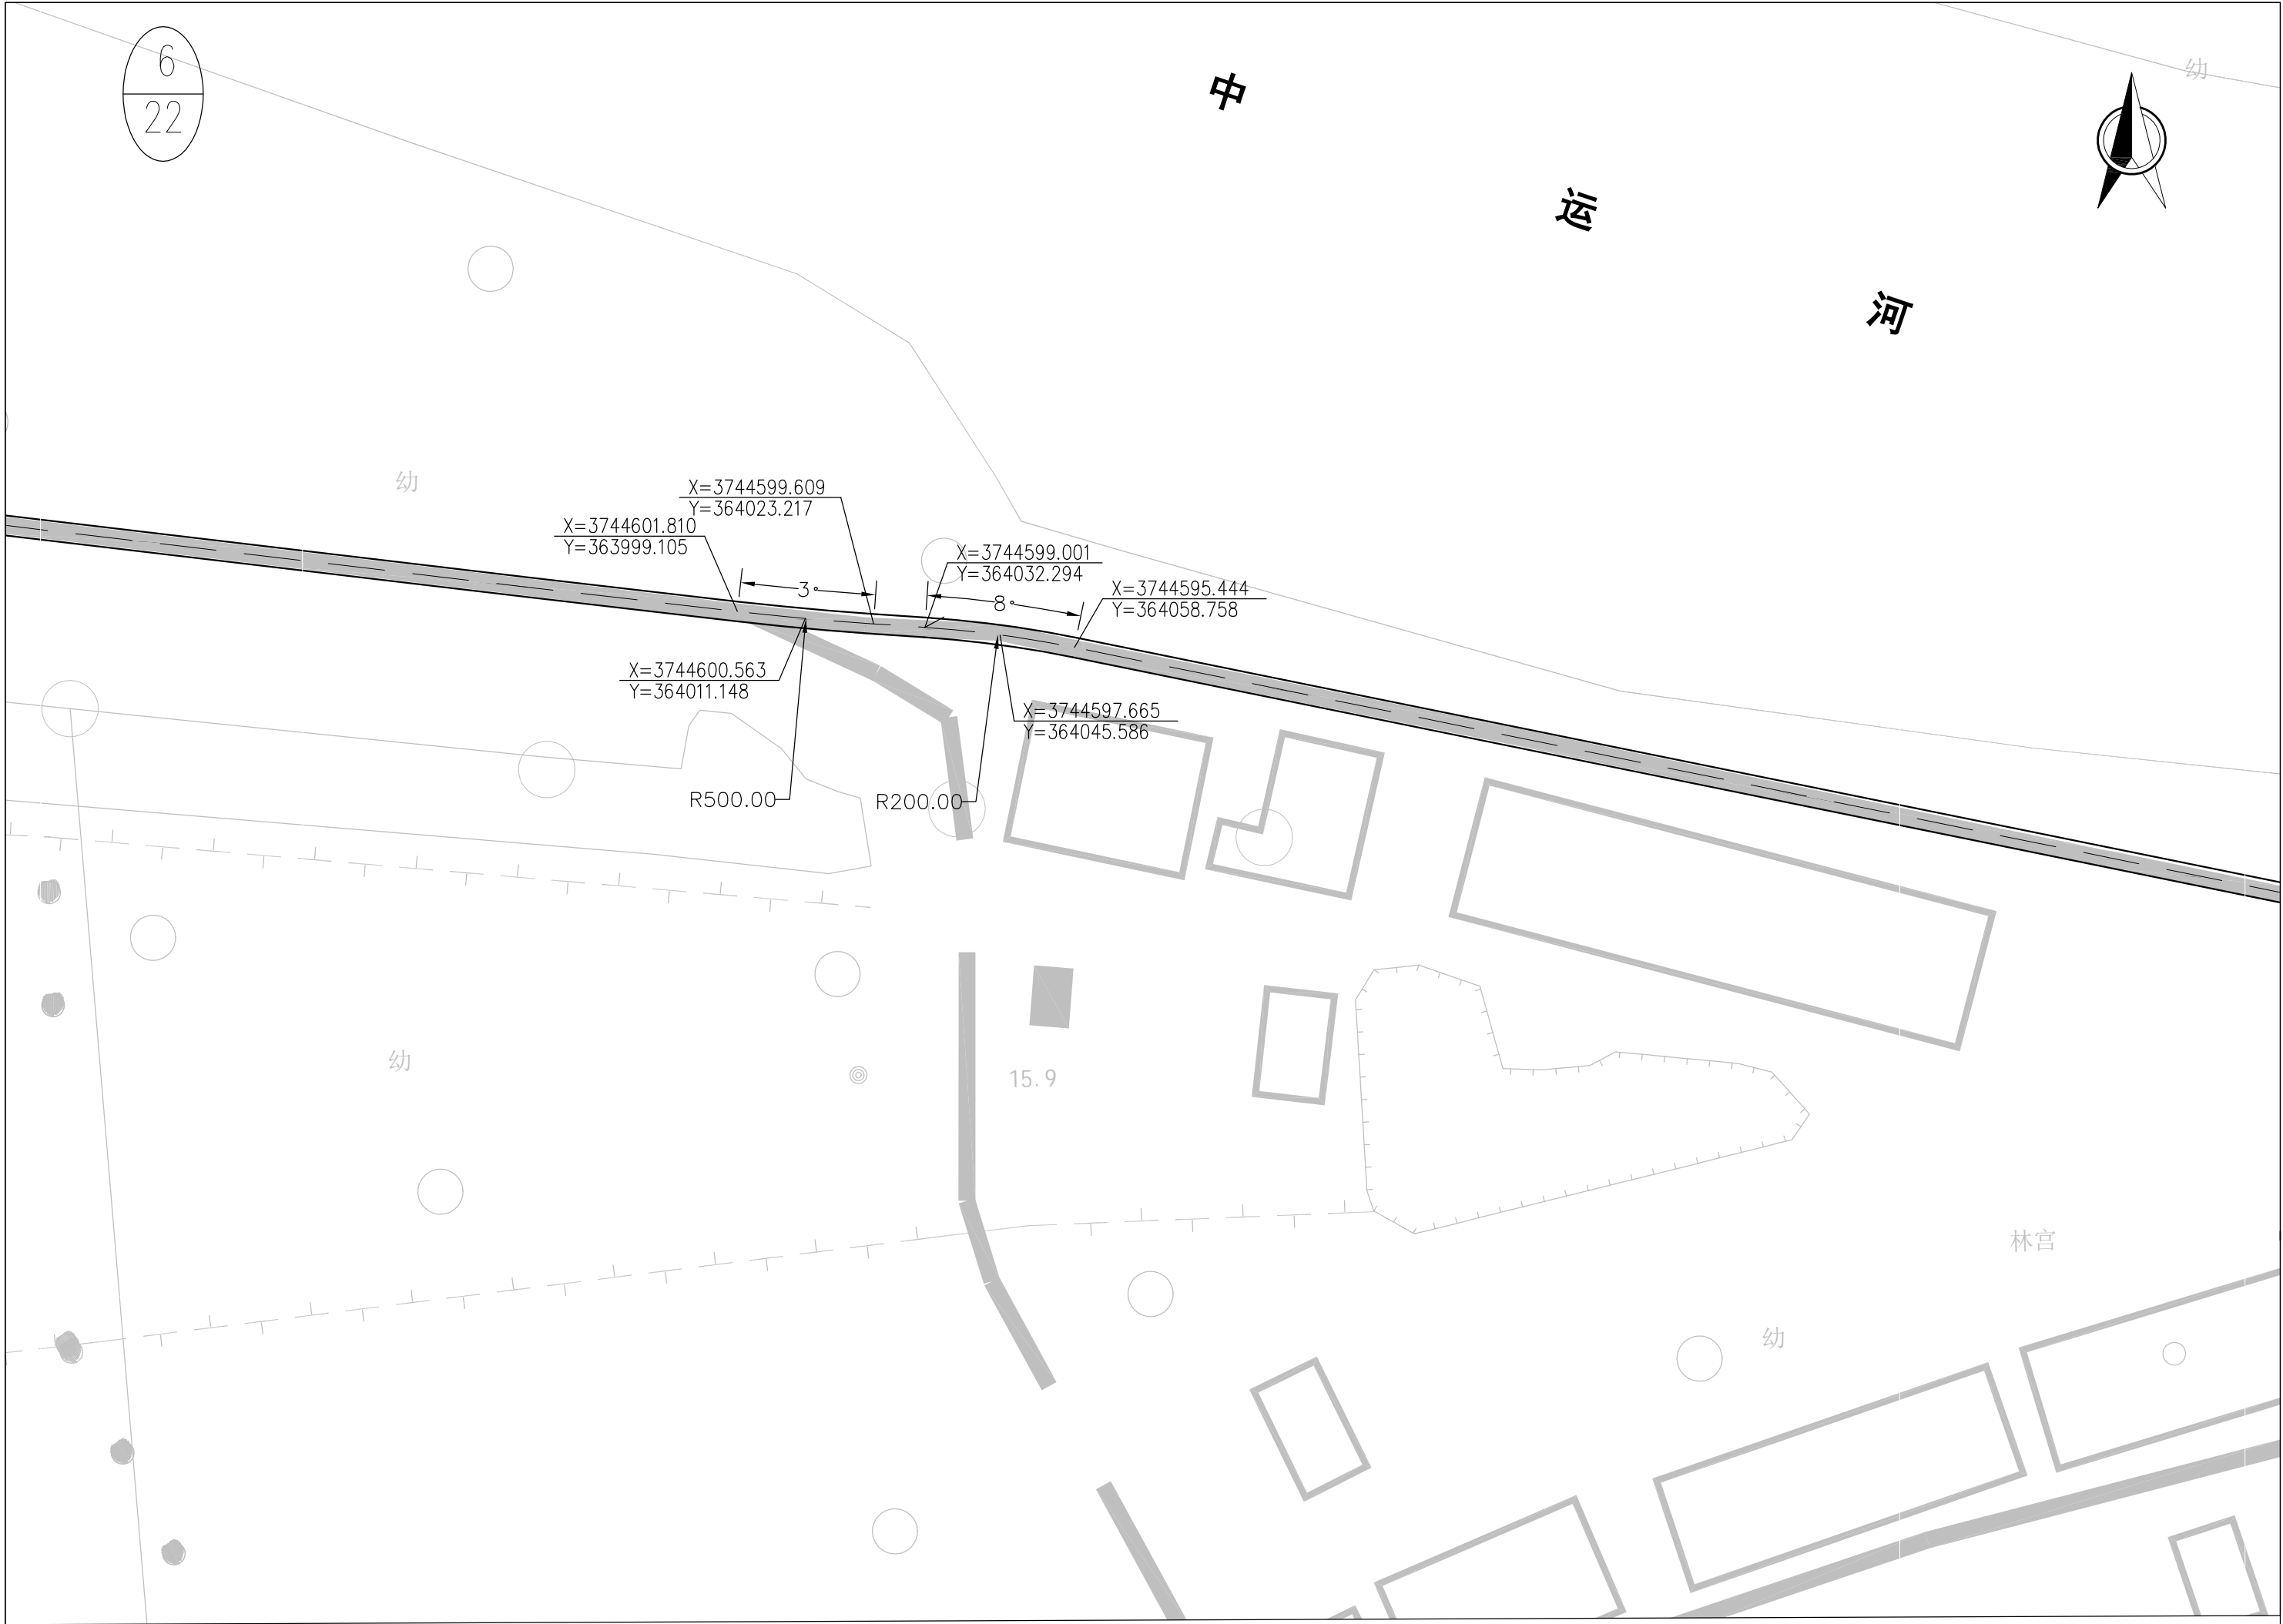 6
22
中
运
河
幼
幼
X=3744599.609
Y=364023.217
X=3744601.810
Y=363999.105
X=3744599.001
Y=364032.294
3°
8°
X=3744595.444
Y=364058.758
X=3744600.563
Y=364011.148
X=3744597.665
Y=364045.586
R500.00
R200.00
幼
15.9
林宫
幼